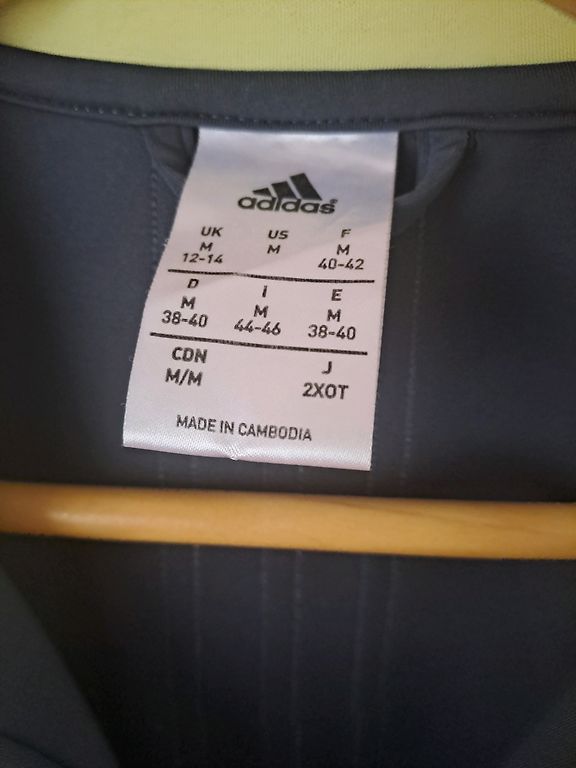 adidas
UK US F
M M M
12-14 40-42
D I E
M M M
38-40 44-46 38-40
CDN J
M/M 2XOT
MADE IN CAMBODIA